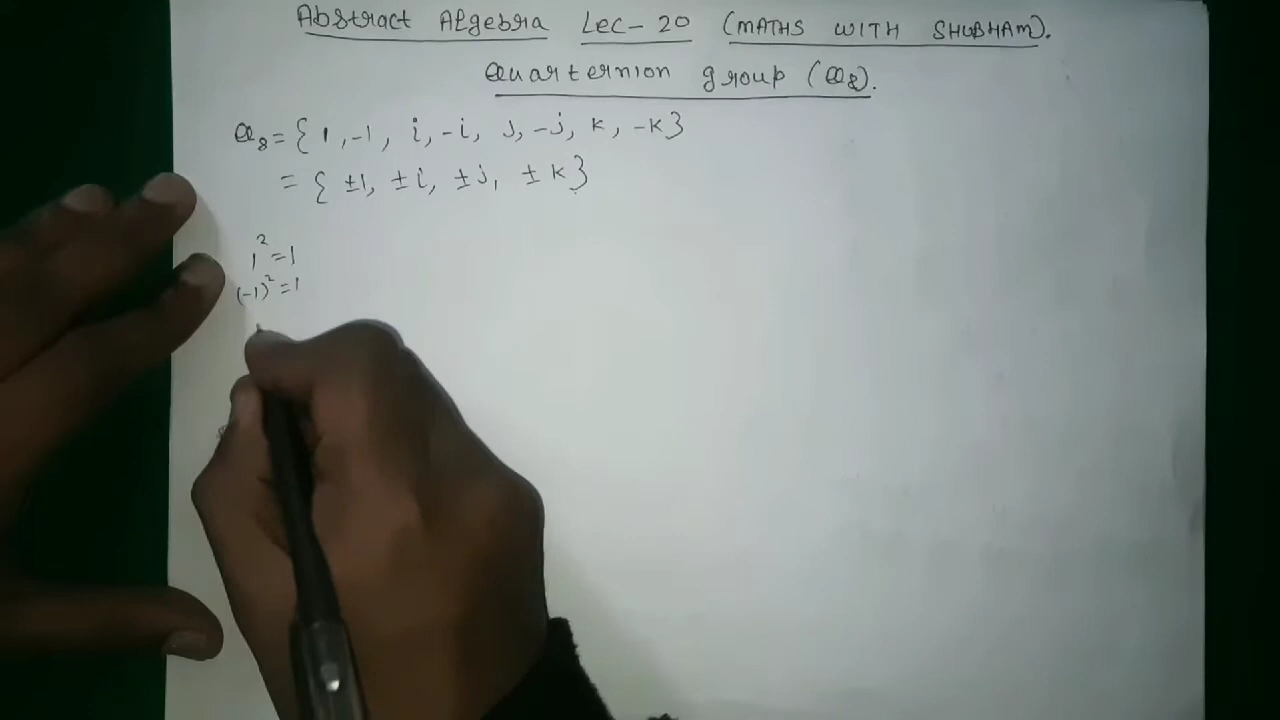 Abstract Algebra Lec-20 (MATHS WITH SHUBHAM).
Quarternion group (Q₈).
Q₈ = { 1, -1, i, -i, j, -j, k, -k}
= { ±1, ±i, ±j, ±k}
1² = 1
(-1)² = 1